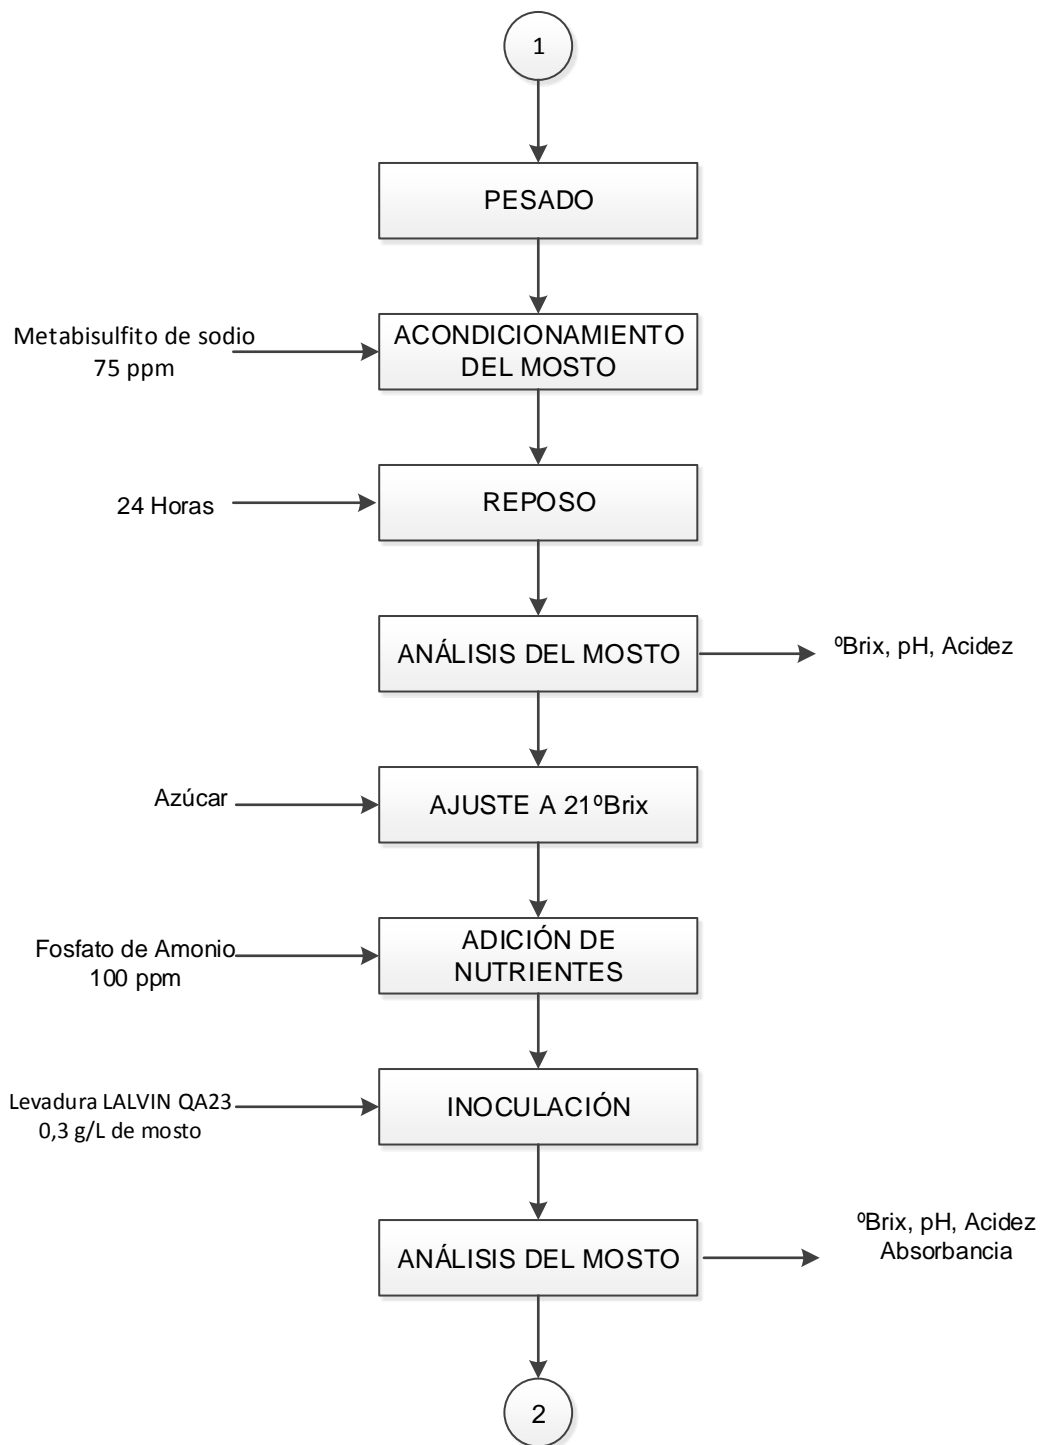 1
PESADO
Metabisulfito de sodio
75 ppm
ACONDICIONAMIENTO
DEL MOSTO
24 Horas
REPOSO
ANÁLISIS DEL MOSTO
ºBrix, pH, Acidez
Azúcar
AJUSTE A 21ºBrix
Fosfato de Amonio
100 ppm
ADICIÓN DE
NUTRIENTES
Levadura LALVIN QA23
0,3 g/L de mosto
INOCULACIÓN
ANÁLISIS DEL MOSTO
ºBrix, pH, Acidez
Absorbancia
2